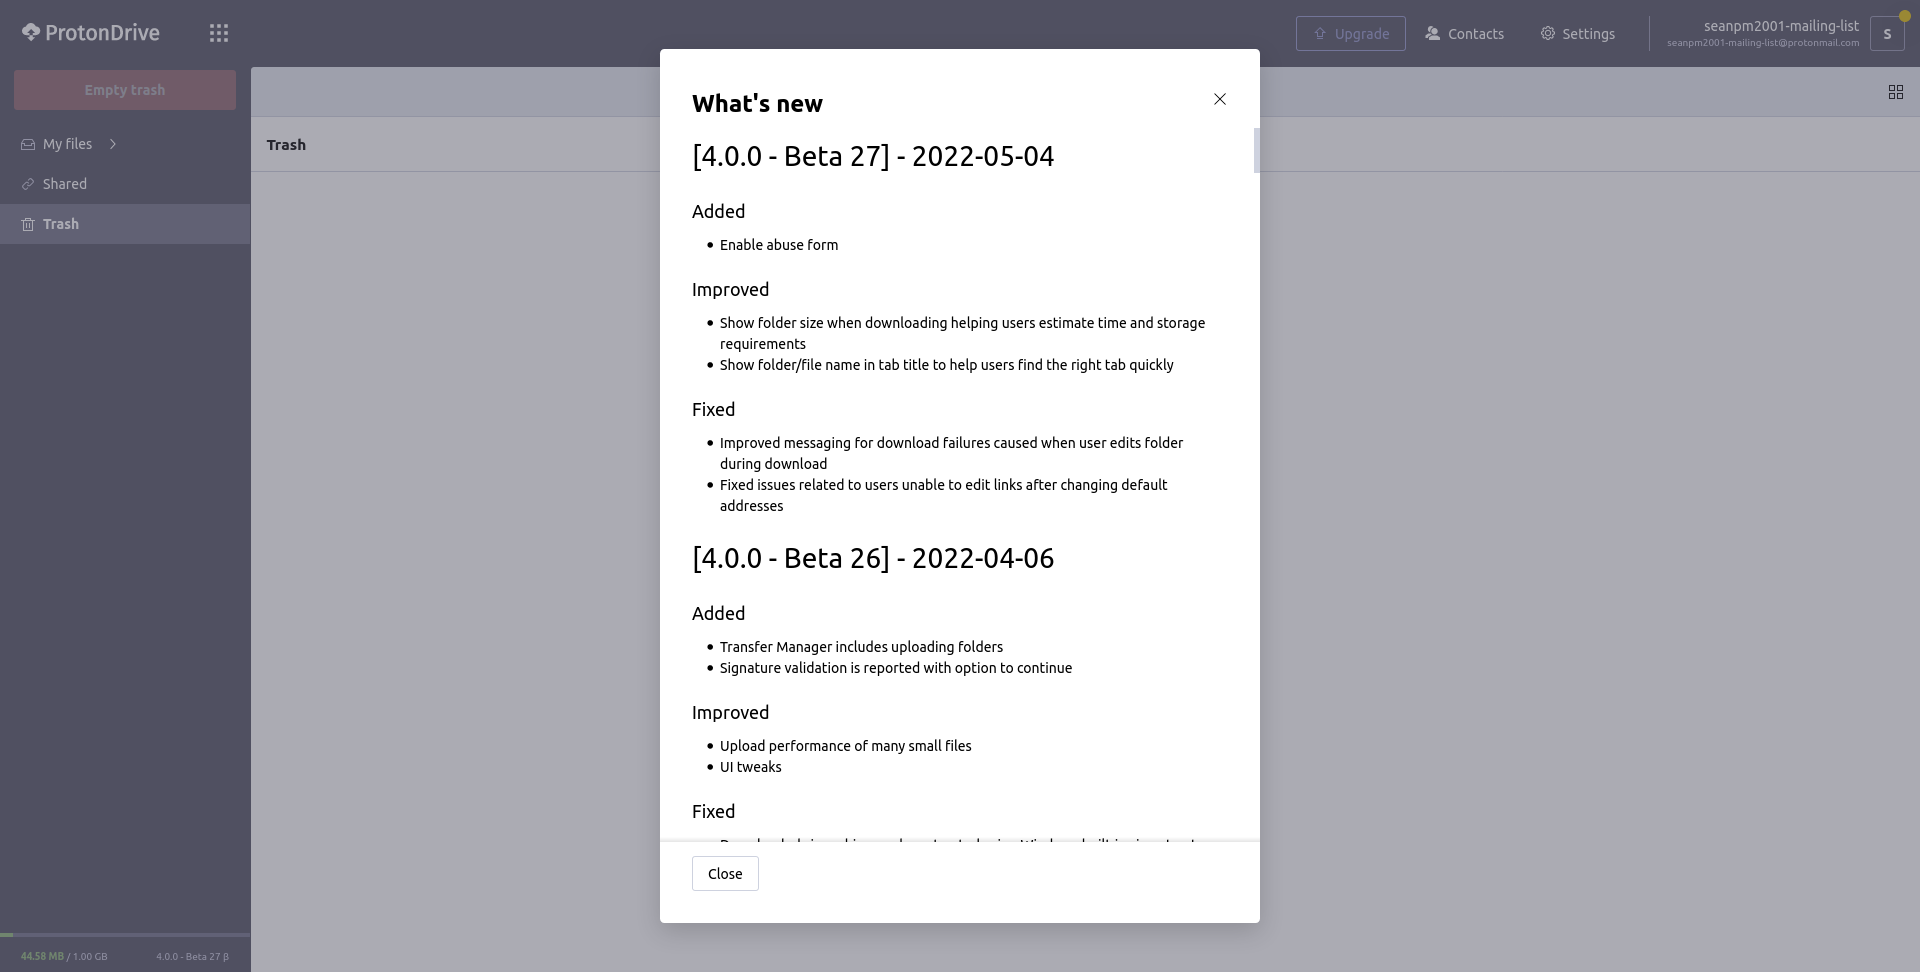 ProtonDrive
Upgrade
Contacts
Settings
seanpm2001-mailing-list
seanpm2001-mailing-list@protonmail.com
S
Empty trash
My files
Shared
Trash
Trash
What's new
[4.0.0 - Beta 27] - 2022-05-04
Added
• Enable abuse form
Improved
• Show folder size when downloading helping users estimate time and storage
requirements
• Show folder/file name in tab title to help users find the right tab quickly
Fixed
• Improved messaging for download failures caused when user edits folder
during download
• Fixed issues related to users unable to edit links after changing default
addresses
[4.0.0 - Beta 26] - 2022-04-06
Added
• Transfer Manager includes uploading folders
• Signature validation is reported with option to continue
Improved
• Upload performance of many small files
• UI tweaks
Fixed
Close
44.58 MB / 1.00 GB
4.0.0 - Beta 27 β